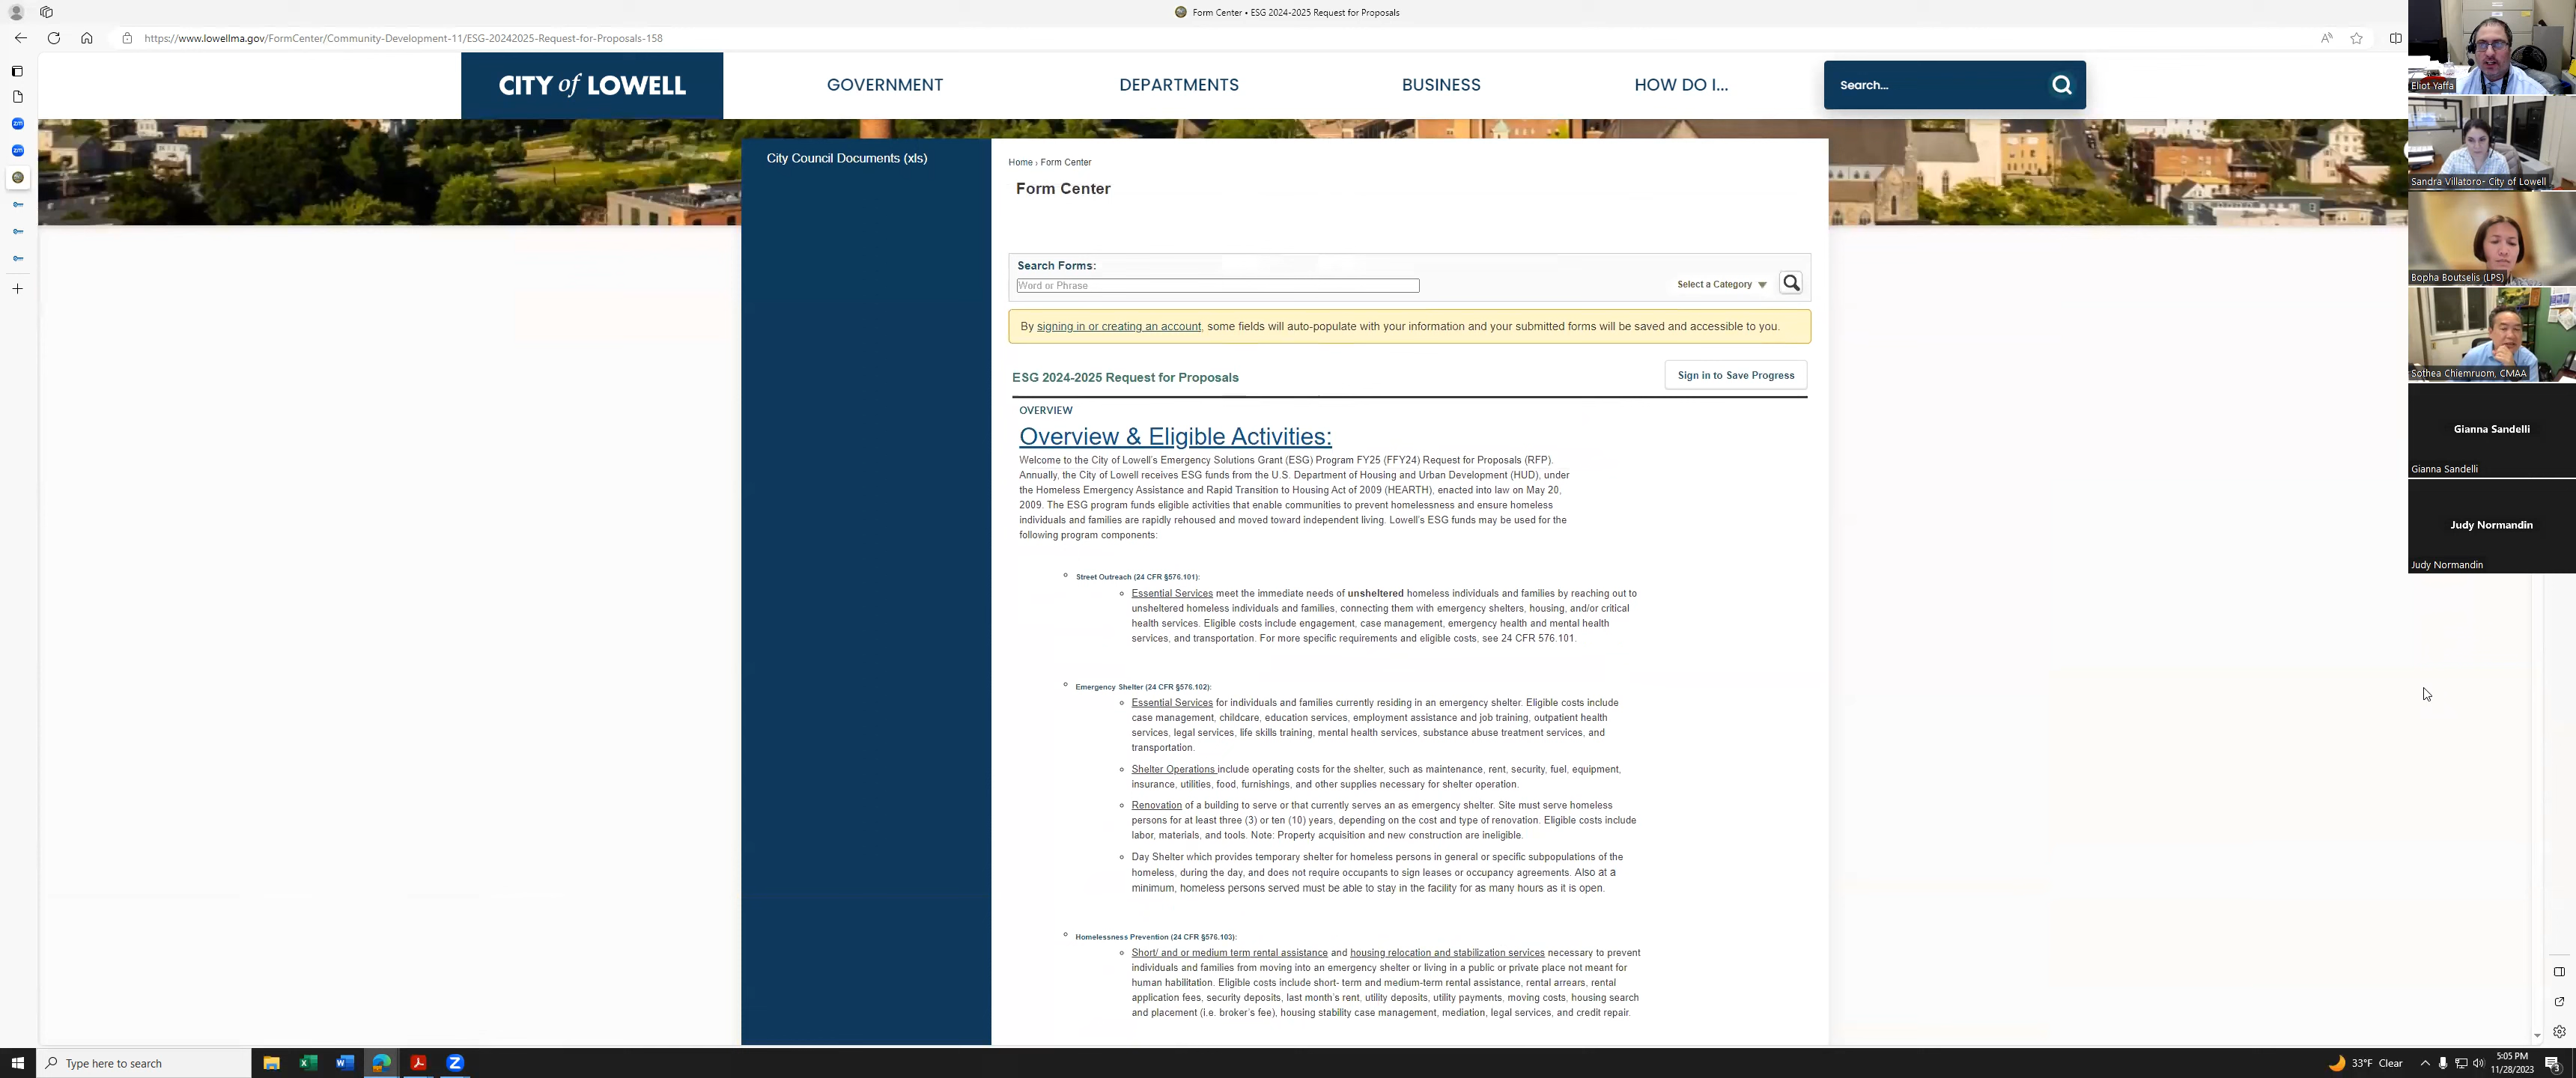 Form Center • ESG 2024-2025 Request for Proposals
https://www.lowellma.gov/FormCenter/Community-Development-11/ESG-20242025-Request-for-Proposals-158
CITY of LOWELL
GOVERNMENT
DEPARTMENTS
BUSINESS
HOW DO I...
Search...
City Council Documents (xls)
Home › Form Center
Form Center
Search Forms:
Word or Phrase
Select a Category
By signing in or creating an account, some fields will auto-populate with your information and your submitted forms will be saved and accessible to you.
ESG 2024-2025 Request for Proposals
Sign in to Save Progress
OVERVIEW
Overview & Eligible Activities:
Welcome to the City of Lowell's Emergency Solutions Grant (ESG) Program FY25 (FFY24) Request for Proposals (RFP).
Annually, the City of Lowell receives ESG funds from the U.S. Department of Housing and Urban Development (HUD), under
the Homeless Emergency Assistance and Rapid Transition to Housing Act of 2009 (HEARTH), enacted into law on May 20,
2009. The ESG program funds eligible activities that enable communities to prevent homelessness and ensure homeless
individuals and families are rapidly rehoused and moved toward independent living. Lowell's ESG funds may be used for the
following program components:
Street Outreach (24 CFR §576.101):
Essential Services meet the immediate needs of unsheltered homeless individuals and families by reaching out to
unsheltered homeless individuals and families, connecting them with emergency shelters, housing, and/or critical
health services. Eligible costs include engagement, case management, emergency health and mental health
services, and transportation. For more specific requirements and eligible costs, see 24 CFR 576.101.
Emergency Shelter (24 CFR §576.102):
Essential Services for individuals and families currently residing in an emergency shelter. Eligible costs include
case management, childcare, education services, employment assistance and job training, outpatient health
services, legal services, life skills training, mental health services, substance abuse treatment services, and
transportation.
Shelter Operations include operating costs for the shelter, such as maintenance, rent, security, fuel, equipment,
insurance, utilities, food, furnishings, and other supplies necessary for shelter operation.
Renovation of a building to serve or that currently serves an as emergency shelter. Site must serve homeless
persons for at least three (3) or ten (10) years, depending on the cost and type of renovation. Eligible costs include
labor, materials, and tools. Note: Property acquisition and new construction are ineligible.
Day Shelter which provides temporary shelter for homeless persons in general or specific subpopulations of the
homeless, during the day, and does not require occupants to sign leases or occupancy agreements. Also at a
minimum, homeless persons served must be able to stay in the facility for as many hours as it is open.
Homelessness Prevention (24 CFR §576.103):
Short/ and or medium term rental assistance and housing relocation and stabilization services necessary to prevent
individuals and families from moving into an emergency shelter or living in a public or private place not meant for
human habilitation. Eligible costs include short- term and medium-term rental assistance, rental arrears, rental
application fees, security deposits, last month's rent, utility deposits, utility payments, moving costs, housing search
and placement (i.e. broker's fee), housing stability case management, mediation, legal services, and credit repair.
Eliot Yaffa
Sandra Villatoro- City of Lowell
Bopha Boutselis (LPS)
Sothea Chiemruom, CMAA
Gianna Sandelli
Gianna Sandelli
Judy Normandin
Judy Normandin
zm
zm
Type here to search
33°F Clear
5:05 PM
11/28/2023
3